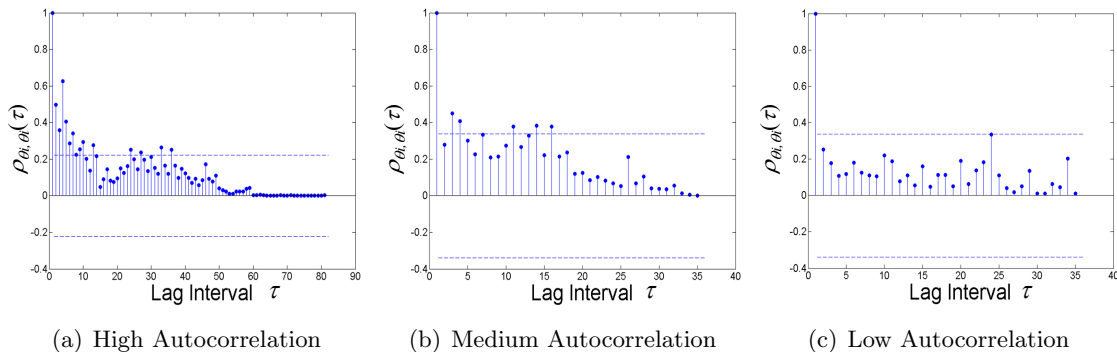 1
0.8
0.6
0.4
0.2
0
-0.2
-0.4
0 10 20 30 40 50 60 70 80 90
ρθi, θi(τ)
Lag Interval τ
(a) High Autocorrelation
1
0.8
0.6
0.4
0.2
0
-0.2
-0.4
0 5 10 15 20 25 30 35 40
ρθi, θi(τ)
Lag Interval τ
(b) Medium Autocorrelation
1
0.8
0.6
0.4
0.2
0
-0.2
-0.4
0 5 10 15 20 25 30 35 40
ρθi, θi(τ)
Lag Interval τ
(c) Low Autocorrelation